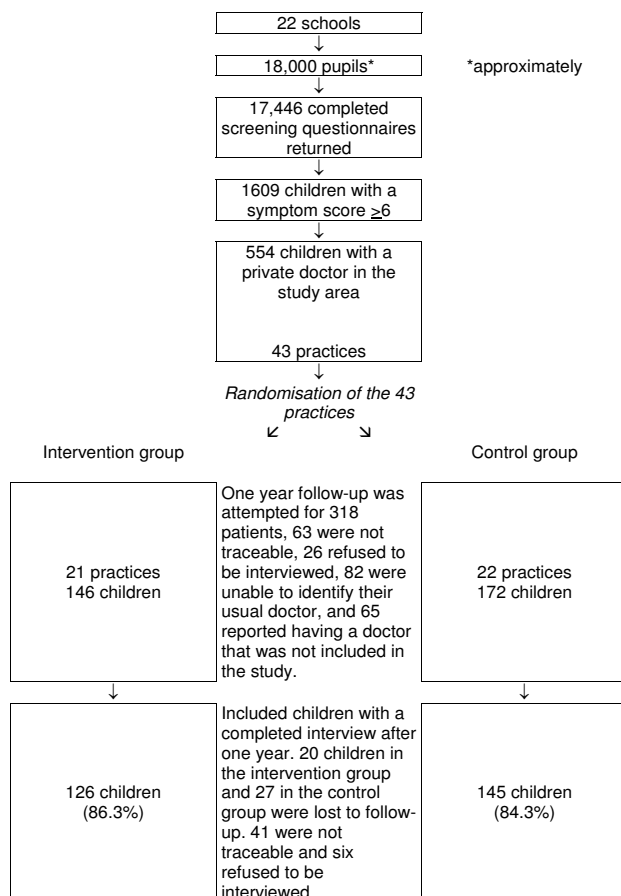 22 schools
↓
18,000 pupils*
*approximately
↓
17,446 completed
screening questionnaires
returned
↓
1609 children with a
symptom score ≥6
↓
554 children with a
private doctor in the
study area
43 practices
↓
Randomisation of the 43
practices
↙ ↘
Intervention group
Control group
21 practices
146 children
One year follow-up was
attempted for 318
patients, 63 were not
traceable, 26 refused to
be interviewed, 82 were
unable to identify their
usual doctor, and 65
reported having a doctor
that was not included in
the study.
22 practices
172 children
↓
↓
126 children
(86.3%)
Included children with a
completed interview after
one year. 20 children in
the intervention group
and 27 in the control
group were lost to follow-
up. 41 were not
traceable and six
refused to be
interviewed
145 children
(84.3%)